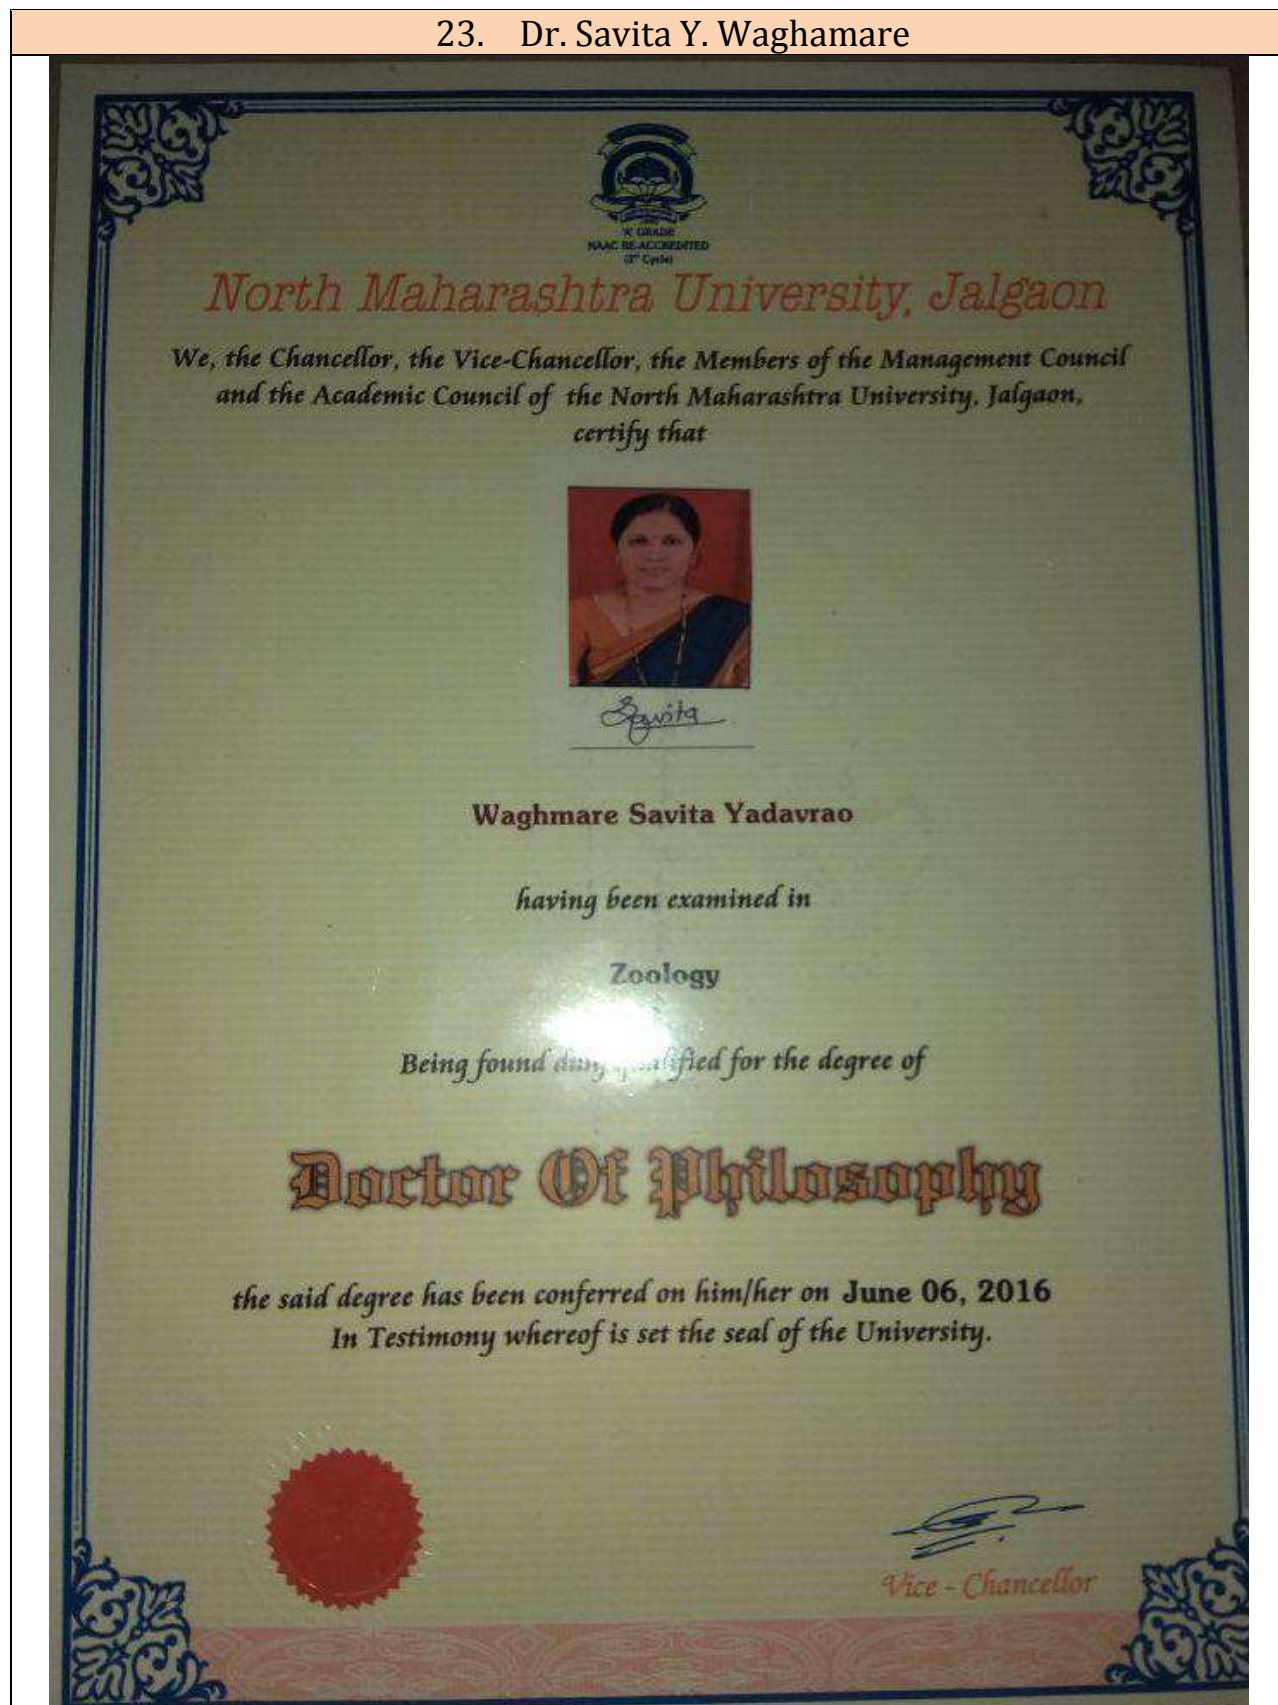 23. Dr. Savita Y. Waghamare
'A' GRADE
NAAC RE-ACCREDITED
(3rd Cycle)
North Maharashtra University, Jalgaon
We, the Chancellor, the Vice-Chancellor, the Members of the Management Council
and the Academic Council of the North Maharashtra University, Jalgaon,
certify that
Savita
Waghmare Savita Yadavrao
having been examined in
Zoology
Being found duly qualified for the degree of
Doctor Of Philosophy
the said degree has been conferred on him/her on June 06, 2016
In Testimony whereof is set the seal of the University.
Vice - Chancellor